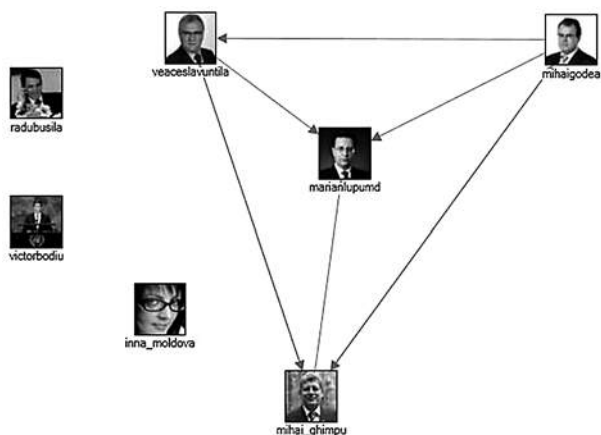 veaceslavuntila
mihaigodea
radubusila
marianlupumd
victorbodiu
inna_moldova
mihai_ghimpu